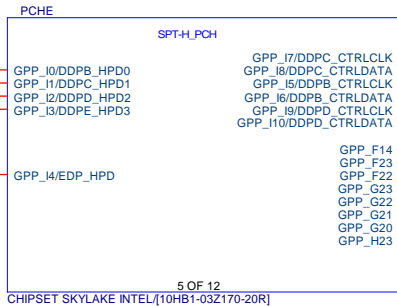 PCHE
SPT-H_PCH
GPP_I7/DDPC_CTRLCLK
GPP_I0/DDPB_HPD0 GPP_I8/DDPC_CTRLDATA
GPP_I1/DDPC_HPD1 GPP_I5/DDPB_CTRLCLK
GPP_I2/DDPD_HPD2 GPP_I6/DDPB_CTRLDATA
GPP_I3/DDPE_HPD3 GPP_I9/DDPD_CTRLCLK
GPP_I10/DDPD_CTRLDATA
GPP_F14
GPP_F23
GPP_I4/EDP_HPD GPP_F22
GPP_G23
GPP_G22
GPP_G21
GPP_G20
GPP_H23
5 OF 12
CHIPSET SKYLAKE INTEL/[10HB1-03Z170-20R]